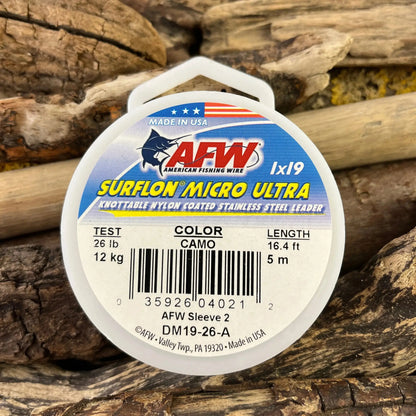 MADE IN USA
AFW 1x19
AMERICAN FISHING WIRE
SURFLON MICRO ULTRA
KNOTTABLE NYLON COATED STAINLESS STEEL LEADER
TEST COLOR LENGTH
26 lb CAMO 16.4 ft
12 kg 5 m
0 35926 04021 2
AFW Sleeve 2
DM19-26-A
©AFW • Valley Twp., PA 19320 • Made in USA